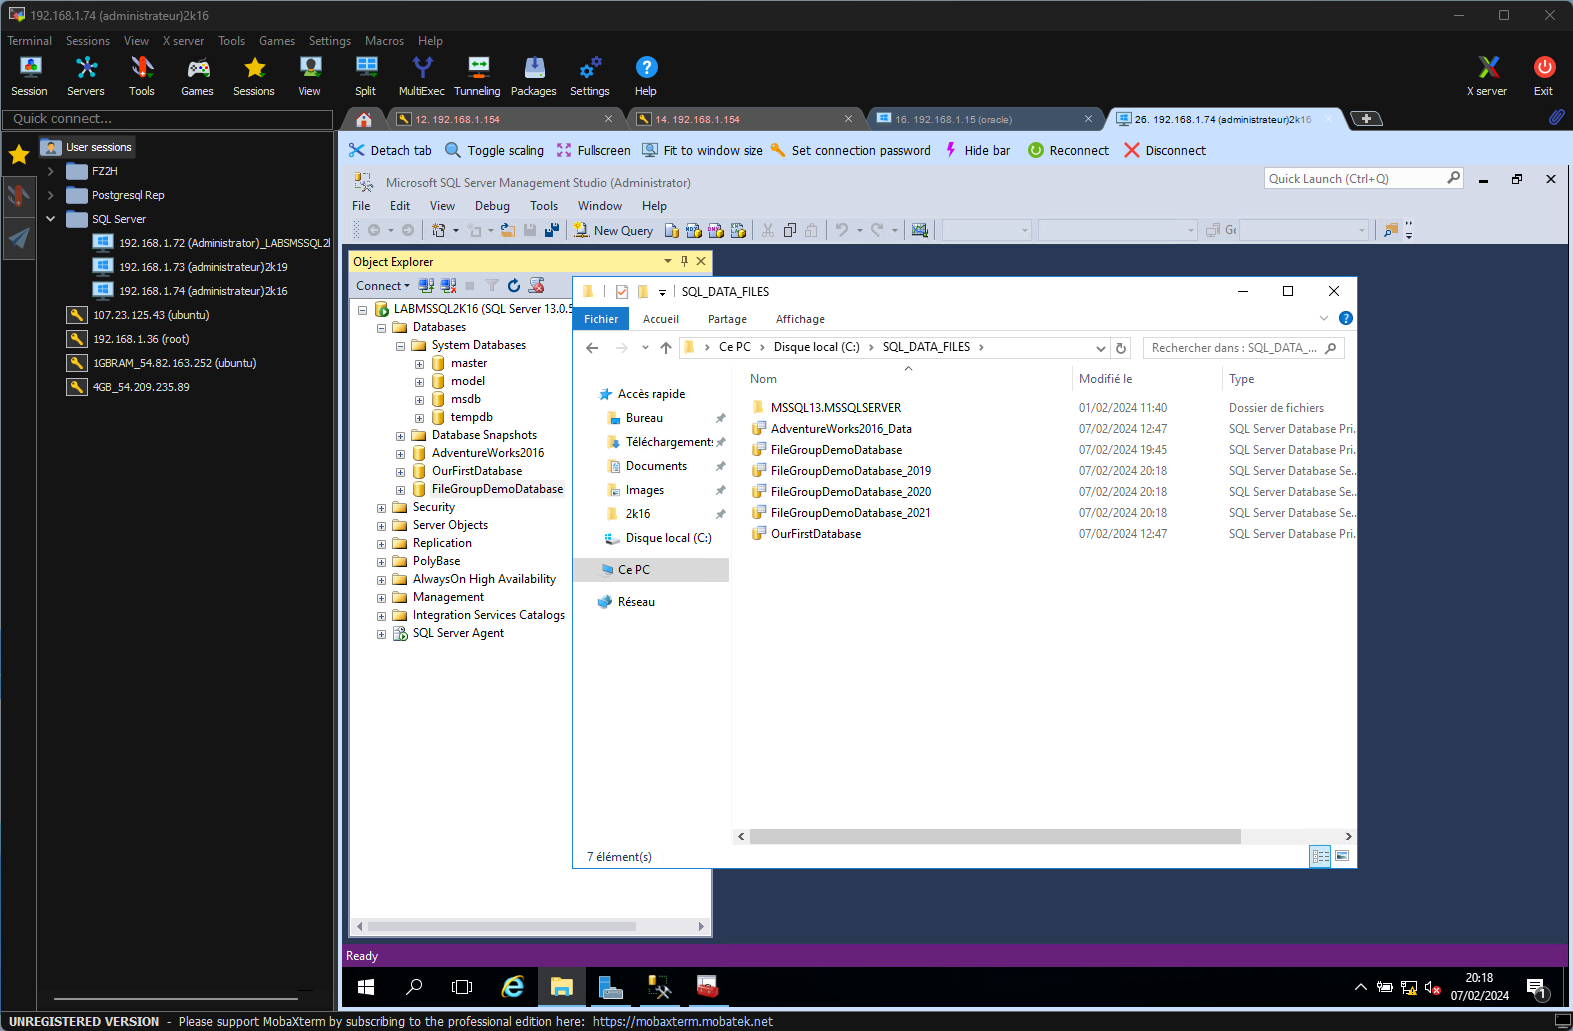 192.168.1.74 (administrateur)2k16
Terminal Sessions View X server Tools Games Settings Macros Help
Session Servers Tools Games Sessions View Split MultiExec Tunneling Packages Settings Help X server Exit
Quick connect...
12. 192.168.1.154
14. 192.168.1.154
16. 192.168.1.15 (oracle)
26. 192.168.1.74 (administrateur)2k16
Detach tab Toggle scaling Fullscreen Fit to window size Set connection password Hide bar Reconnect Disconnect
User sessions
FZ2H
Postgresql Rep
SQL Server
192.168.1.72 (Administrator)_LABSMSSQL2l
192.168.1.73 (administrateur)2k19
192.168.1.74 (administrateur)2k16
107.23.125.43 (ubuntu)
192.168.1.36 (root)
1GBRAM_54.82.163.252 (ubuntu)
4GB_54.209.235.89
Microsoft SQL Server Management Studio (Administrator)
Quick Launch (Ctrl+Q)
File Edit View Debug Tools Window Help
New Query
Ge
Object Explorer
Connect
LABMSSQL2K16 (SQL Server 13.0.5
Databases
System Databases
master
model
msdb
tempdb
Database Snapshots
AdventureWorks2016
OurFirstDatabase
FileGroupDemoDatabase
Security
Server Objects
Replication
PolyBase
AlwaysOn High Availability
Management
Integration Services Catalogs
SQL Server Agent
SQL_DATA_FILES
Fichier Accueil Partage Affichage
Ce PC Disque local (C:) SQL_DATA_FILES
Rechercher dans : SQL_DATA_...
Accès rapide
Bureau
Téléchargements
Documents
Images
2k16
Disque local (C:)
Ce PC
Réseau
Nom Modifié le Type
MSSQL13.MSSQLSERVER 01/02/2024 11:40 Dossier de fichiers
AdventureWorks2016_Data 07/02/2024 12:47 SQL Server Database Pri...
FileGroupDemoDatabase 07/02/2024 19:45 SQL Server Database Pri...
FileGroupDemoDatabase_2019 07/02/2024 20:18 SQL Server Database Se...
FileGroupDemoDatabase_2020 07/02/2024 20:18 SQL Server Database Se...
FileGroupDemoDatabase_2021 07/02/2024 20:18 SQL Server Database Se...
OurFirstDatabase 07/02/2024 12:47 SQL Server Database Pri...
7 élément(s)
Ready
20:18
07/02/2024
1
UNREGISTERED VERSION - Please support MobaXterm by subscribing to the professional edition here: https://mobaxterm.mobatek.net